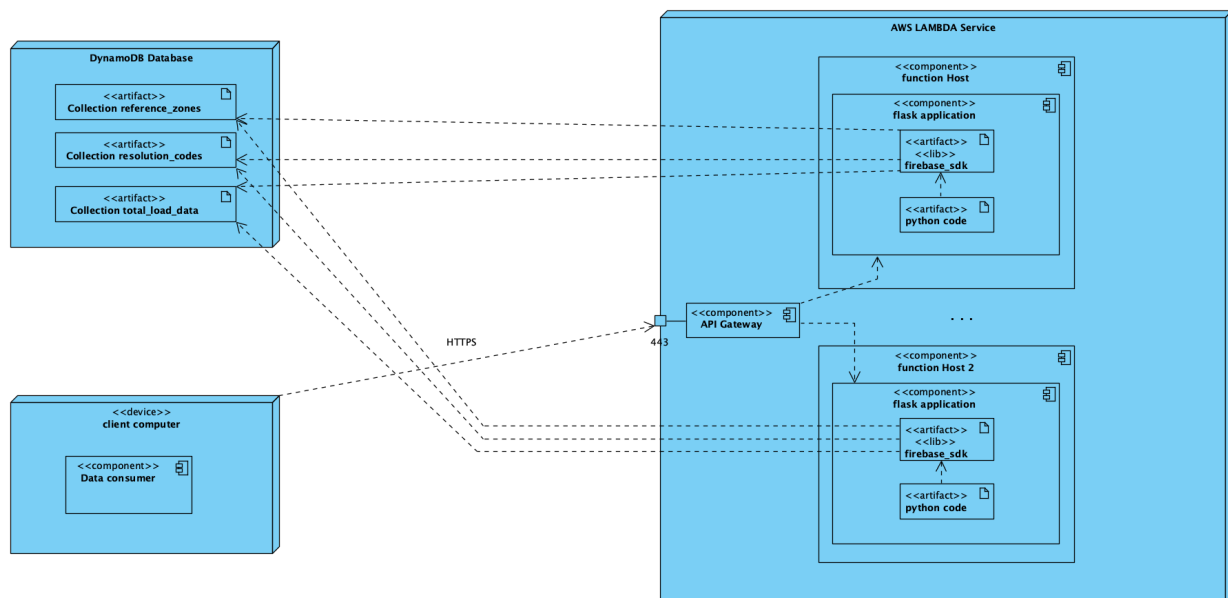 DynamoDB Database
<<artifact>>
Collection reference_zones
<<artifact>>
Collection resolution_codes
<<artifact>>
Collection total_load_data
AWS LAMBDA Service
<<component>>
function Host
<<component>>
flask application
<<artifact>>
<<lib>>
firebase_sdk
<<artifact>>
python code
<<component>>
API Gateway
443
HTTPS
. . .
<<component>>
function Host 2
<<component>>
flask application
<<artifact>>
<<lib>>
firebase_sdk
<<artifact>>
python code
<<device>>
client computer
<<component>>
Data consumer